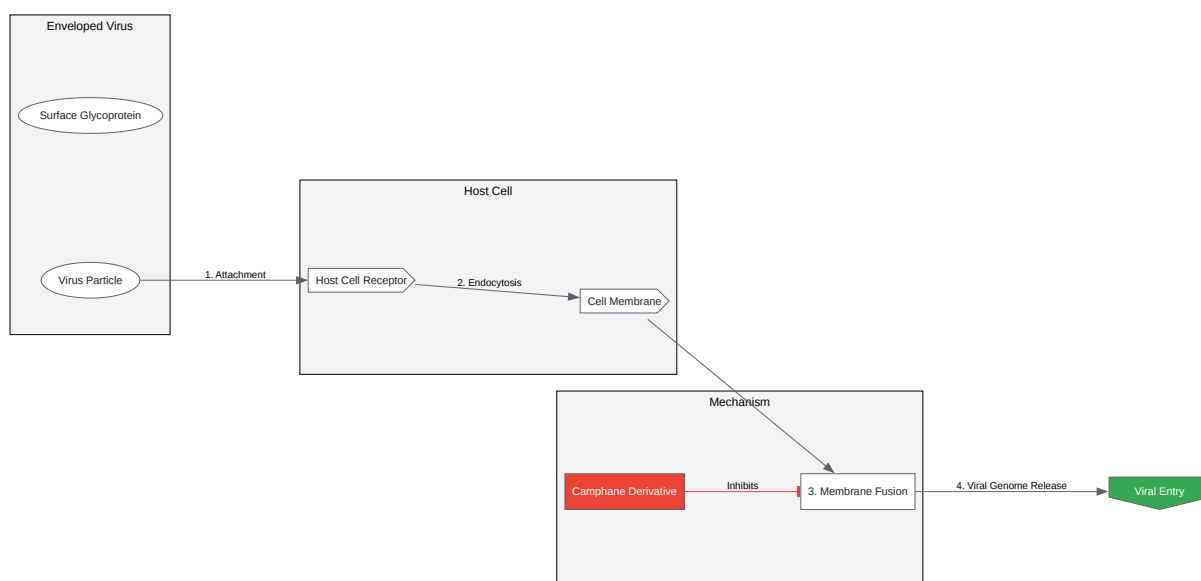 Enveloped Virus
Surface Glycoprotein
Virus Particle
1. Attachment
Host Cell
Host Cell Receptor
2. Endocytosis
Cell Membrane
Mechanism
Camphane Derivative
Inhibits
3. Membrane Fusion
4. Viral Genome Release
Viral Entry